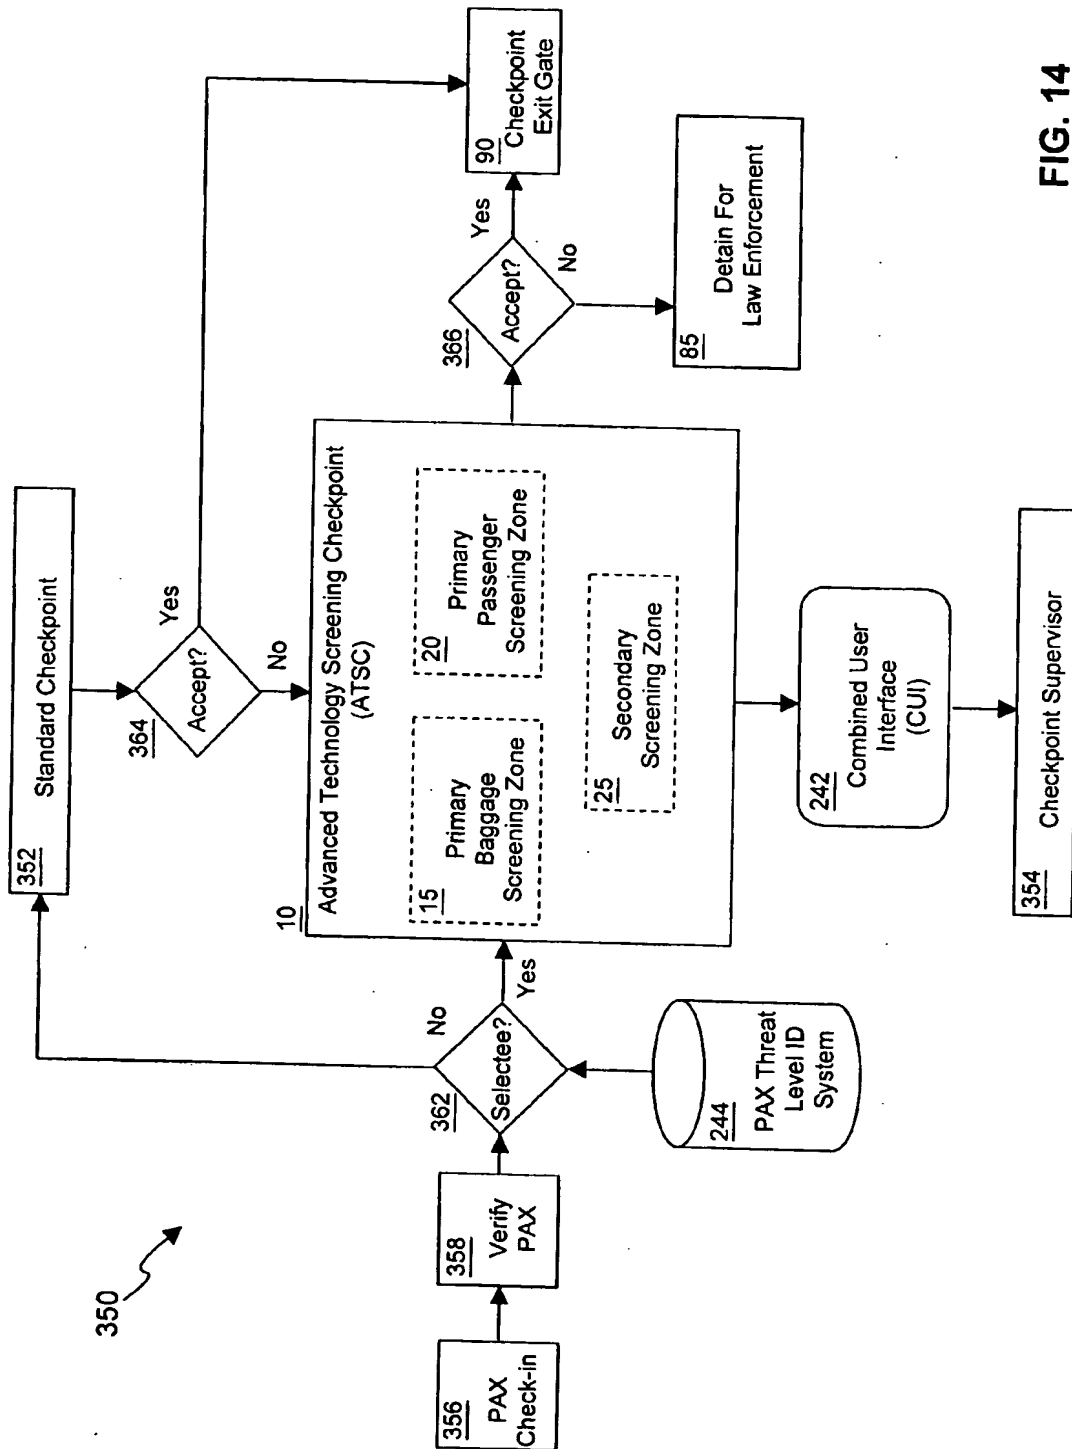 350
356
PAX
Check-in
358
Verify
PAX
362
Selectee?
No
Yes
244
PAX Threat
Level ID
System
352
Standard Checkpoint
364
Accept?
Yes
No
10
Advanced Technology Screening Checkpoint
(ATSC)
15
Primary
Baggage
Screening Zone
20
Primary
Passenger
Screening Zone
25
Secondary
Screening Zone
242
Combined User
Interface
(CUI)
354
Checkpoint Supervisor
366
Accept?
Yes
No
90
Checkpoint
Exit Gate
85
Detain For
Law Enforcement
FIG. 14